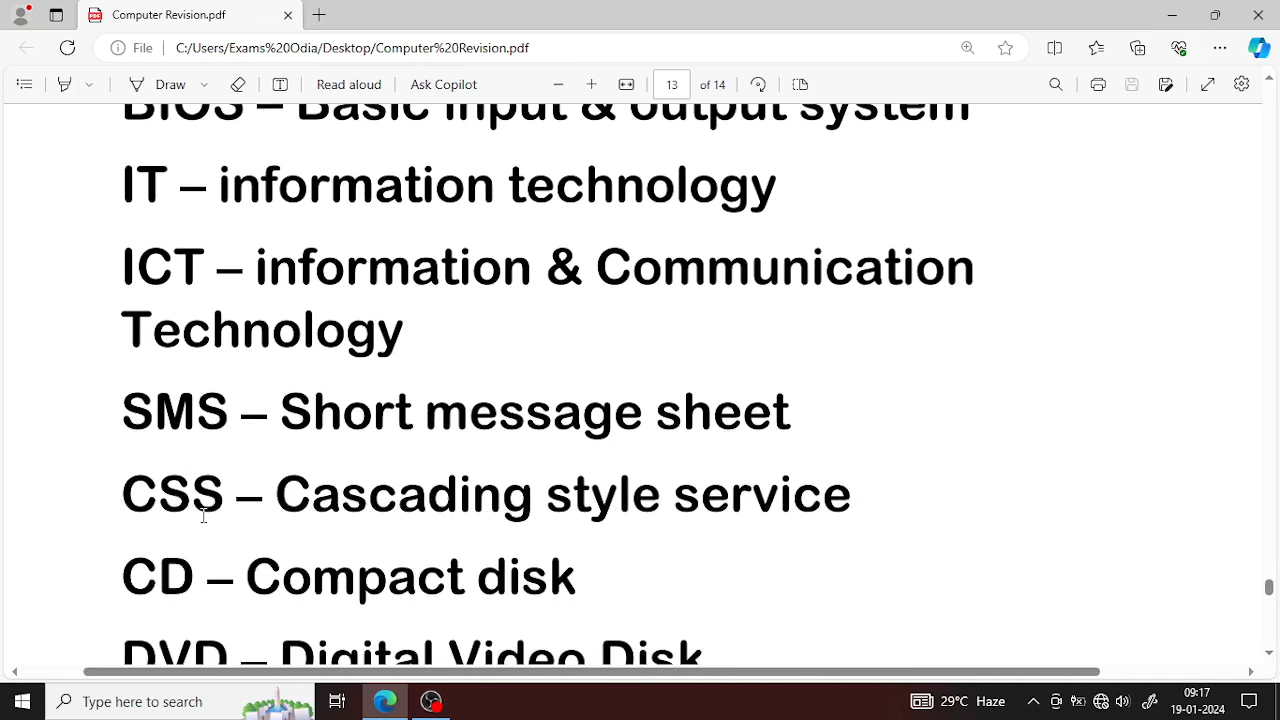 Computer Revision.pdf
File C:/Users/Exams%20Odia/Desktop/Computer%20Revision.pdf
Draw Read aloud Ask Copilot 13 of 14
BIOS – Basic input & output system
IT – information technology
ICT – information & Communication
Technology
SMS – Short message sheet
CSS – Cascading style service
CD – Compact disk
DVD – Digital Video Disk
Type here to search
29°C Haze
09:17
19-01-2024